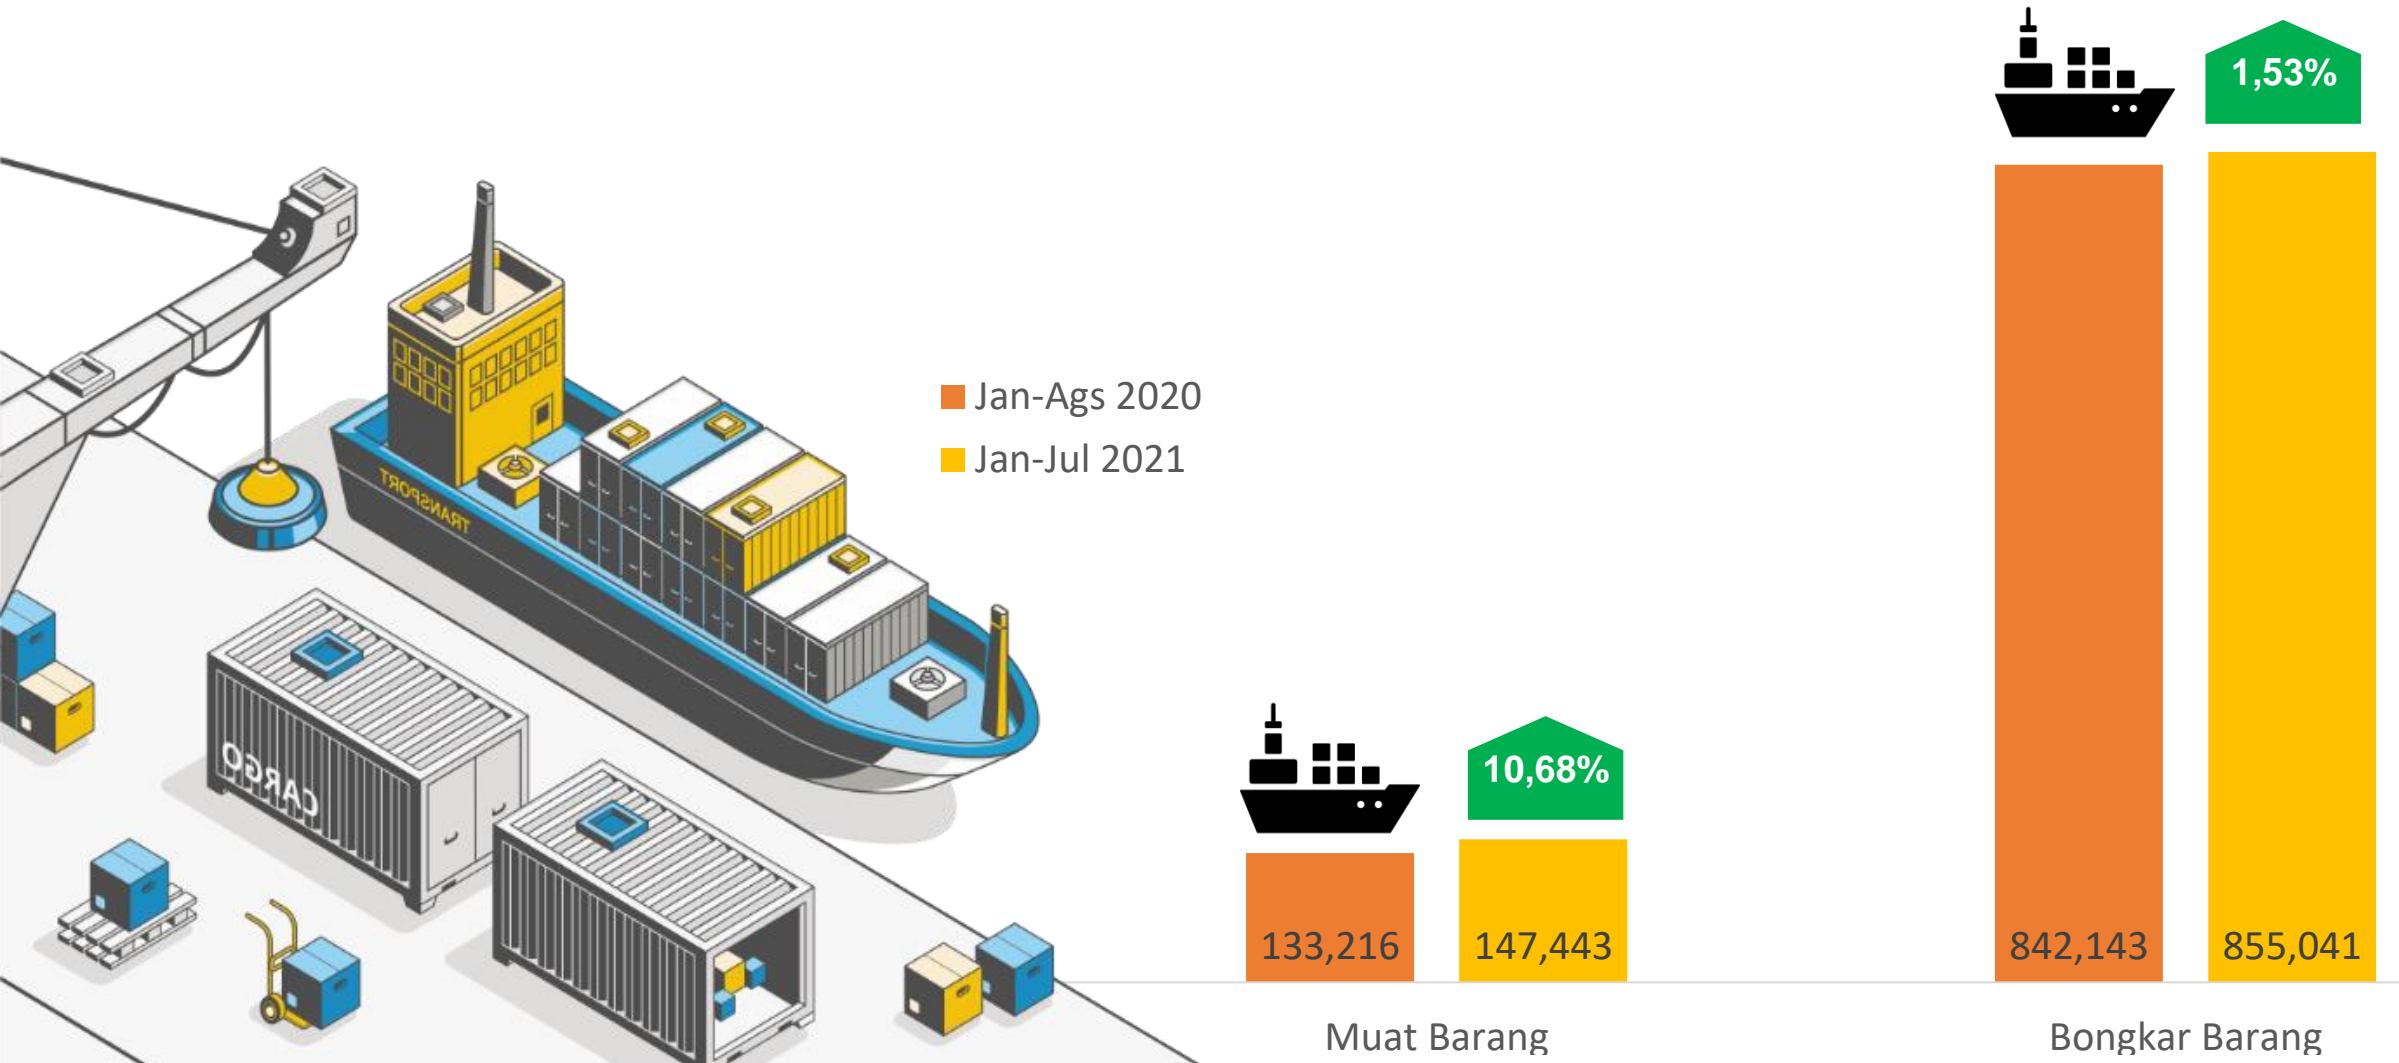 1,53%
Jan-Ags 2020
Jan-Jul 2021
TRANSPORT
CARGO
10,68%
133,216
147,443
842,143
855,041
Muat Barang
Bongkar Barang